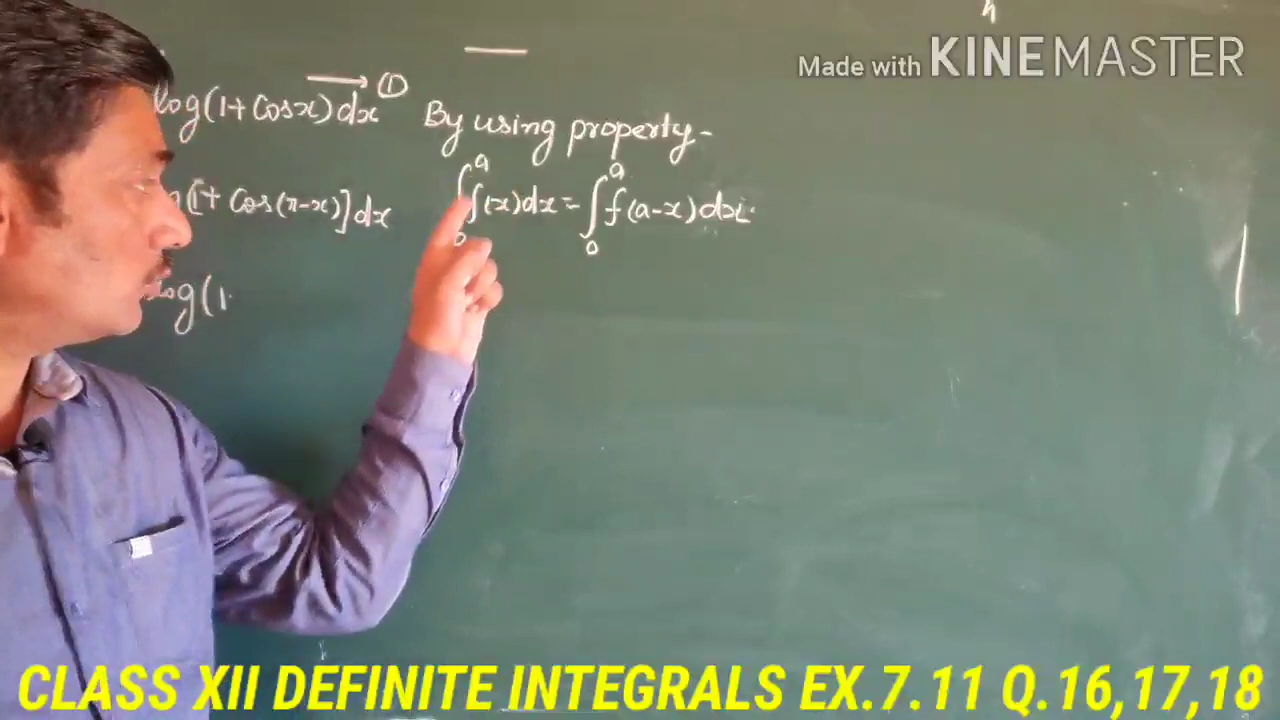 Made with KINEMASTER
log(1+Cosx)dx → ①
[1+ Cos(π-x)]dx
log(1
By using property-
∫₀ᵃ f(x)dx = ∫₀ᵃ f(a-x)dx.
CLASS XII DEFINITE INTEGRALS EX.7.11 Q.16,17,18